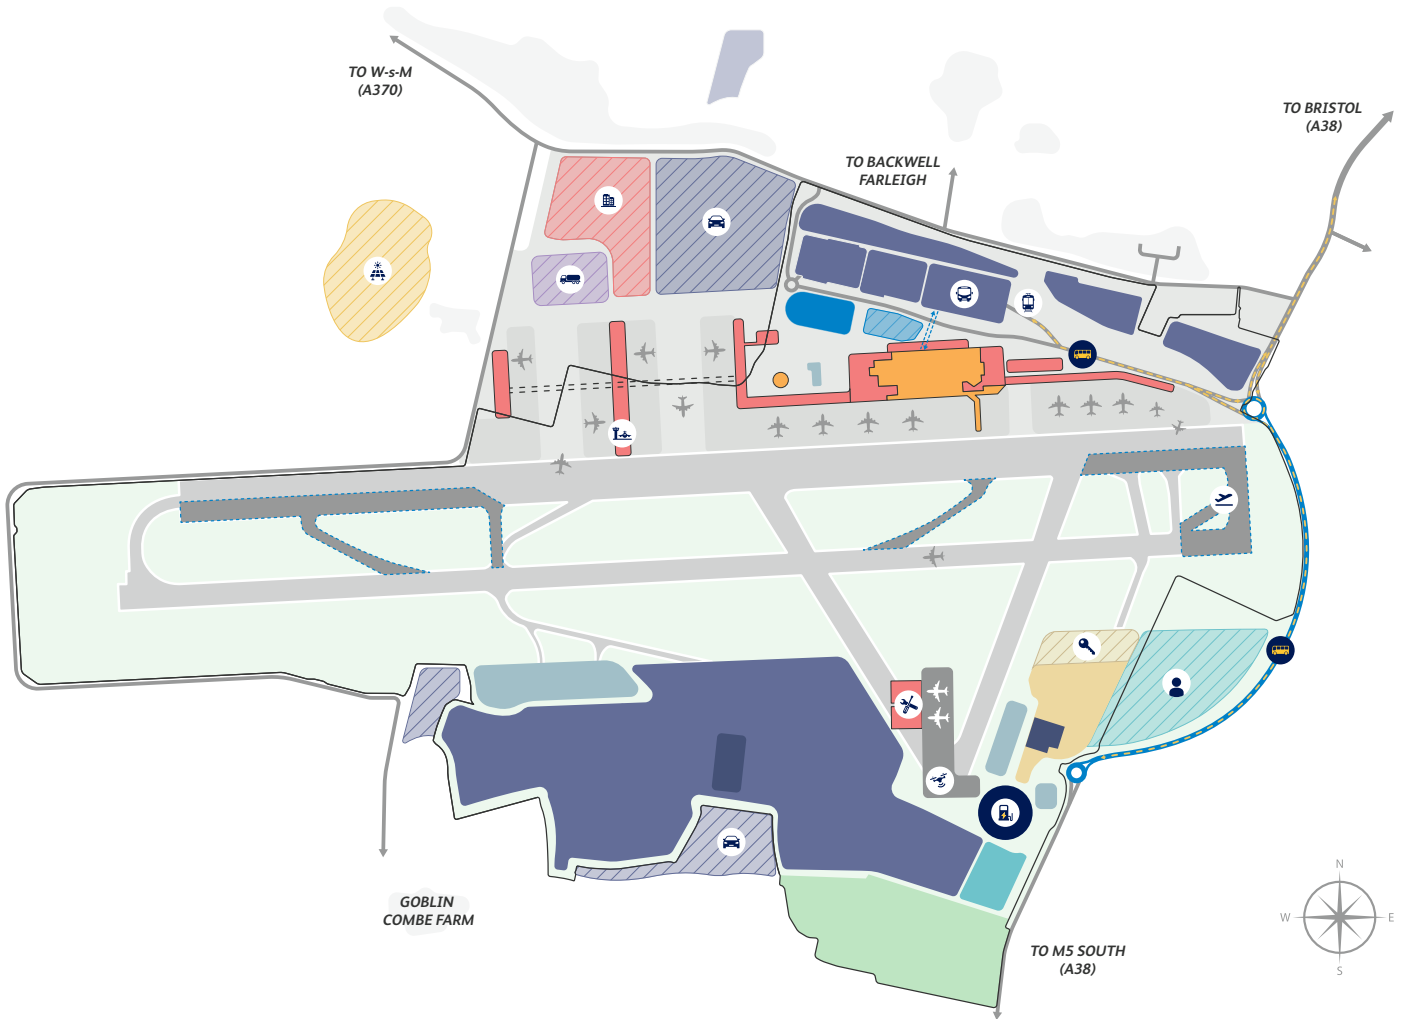 TO W-s-M
(A370)
TO BRISTOL
(A38)
TO BACKWELL
FARLEIGH
GOBLIN
COMBE FARM
TO M5 SOUTH
(A38)
N
W
E
S